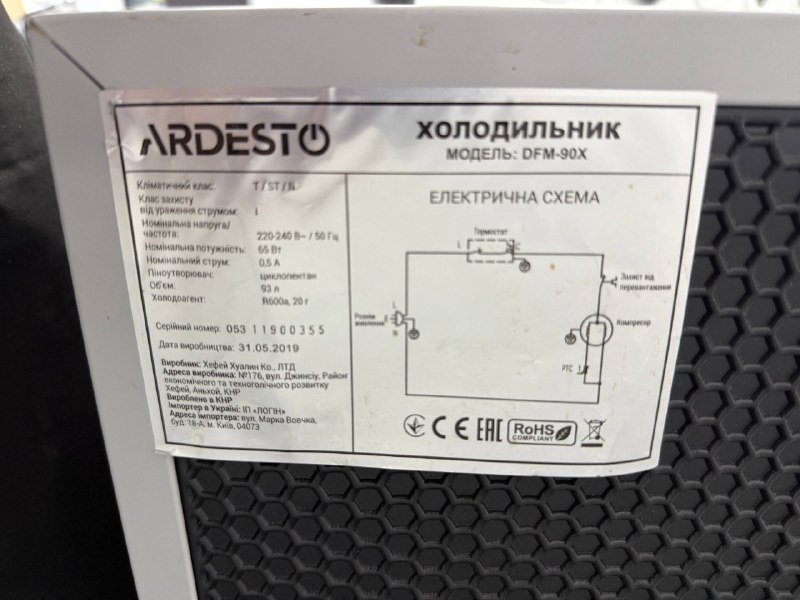 ARDESTO
ХОЛОДИЛЬНИК
МОДЕЛЬ: DFM-90X
Кліматичний клас: T / ST / N
Клас захисту
від ураження струмом: I
Номінальна напруга/
частота: 220-240 В~ / 50 Гц
Номінальна потужність: 65 Вт
Номінальний струм: 0,5 А
Піноутворювач: циклопентан
Об'єм: 93 л
Холодоагент: R600a, 20 г
Серійний номер: 053 11900355
Дата виробництва: 31.05.2019
Виробник: Хефей Хуалин Ко., ЛТД
Адреса виробника: №176, вул. Джинсіу, Район
економічного та технологічного розвитку
Хефей, Аньхой, КНР
Вироблено в КНР
Імпортер в Україні: ІП «ЛОГІН»
Адреса імпортера: вул. Марка Вовчка,
буд. 18-А, м. Київ, 04073
ЕЛЕКТРИЧНА СХЕМА
Термостат
L
C
Захист від
перевантаження
L
Розєм
живлення
N
Компресор
PTC
CE EAC RoHS
COMPLIANT